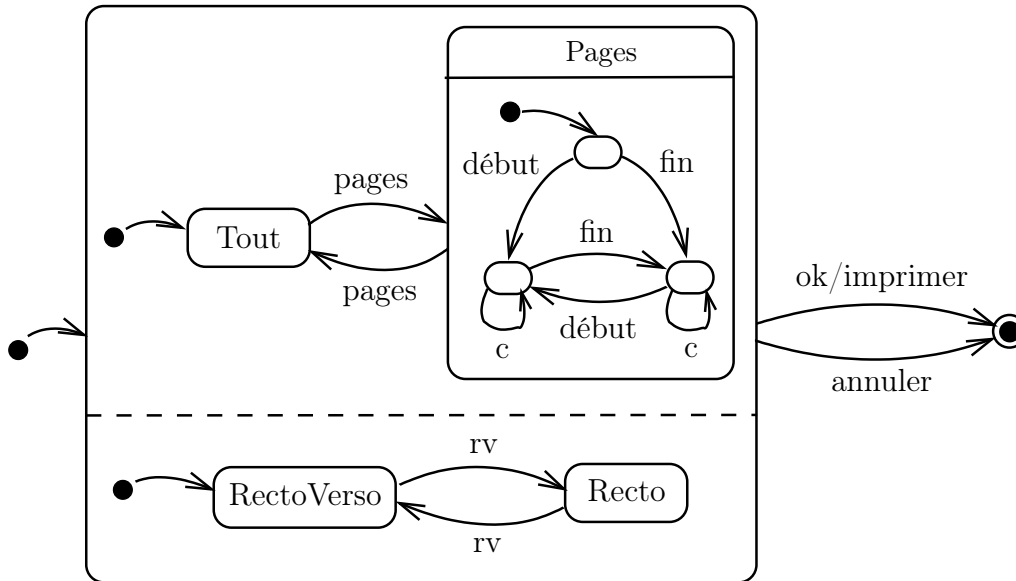 Pages
début
fin
pages
Tout
fin
pages
début
c
c
ok/imprimer
annuler
rv
RectoVerso
Recto
rv